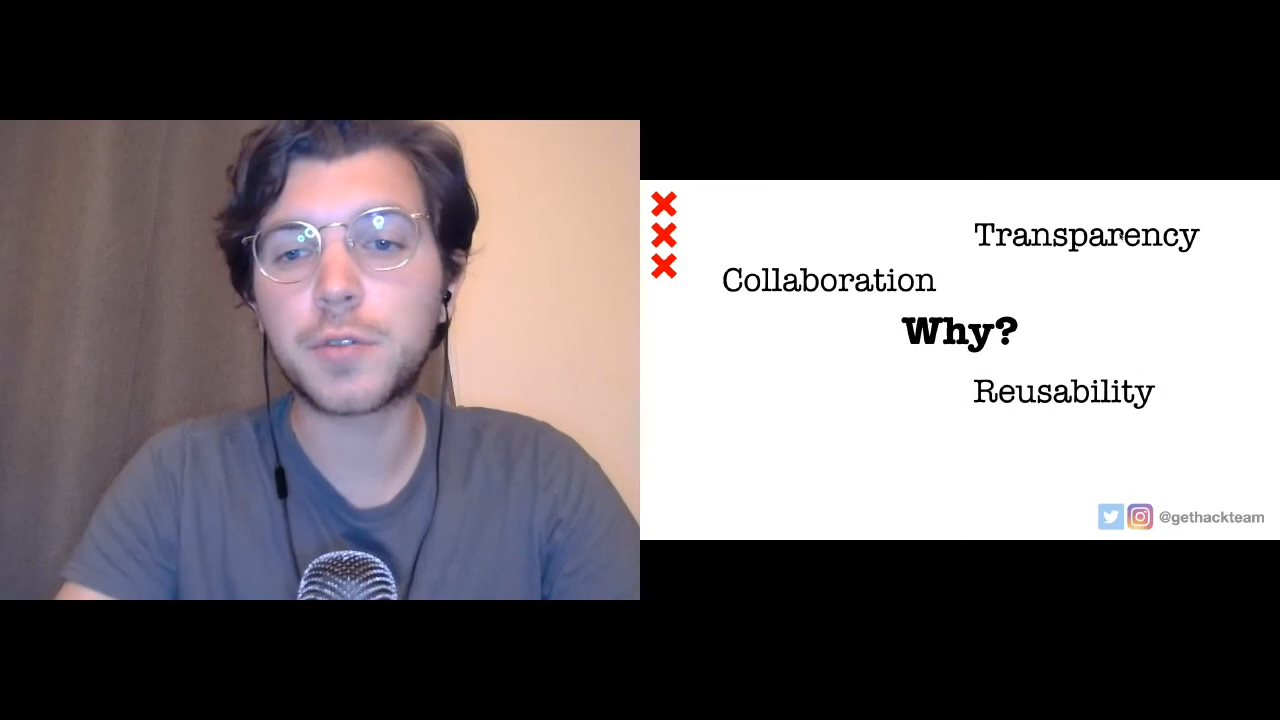 Transparency
Collaboration
Why?
Reusability
@gethackteam